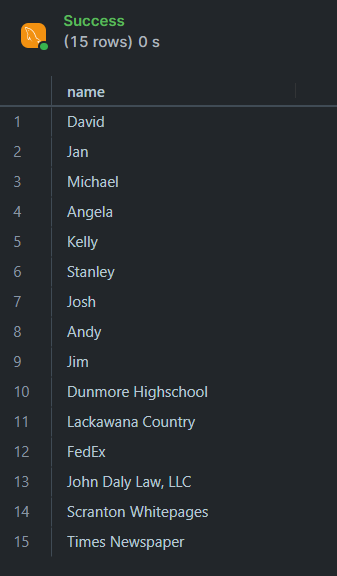 Success
(15 rows) 0 s
name
1 David
2 Jan
3 Michael
4 Angela
5 Kelly
6 Stanley
7 Josh
8 Andy
9 Jim
10 Dunmore Highschool
11 Lackawana Country
12 FedEx
13 John Daly Law, LLC
14 Scranton Whitepages
15 Times Newspaper